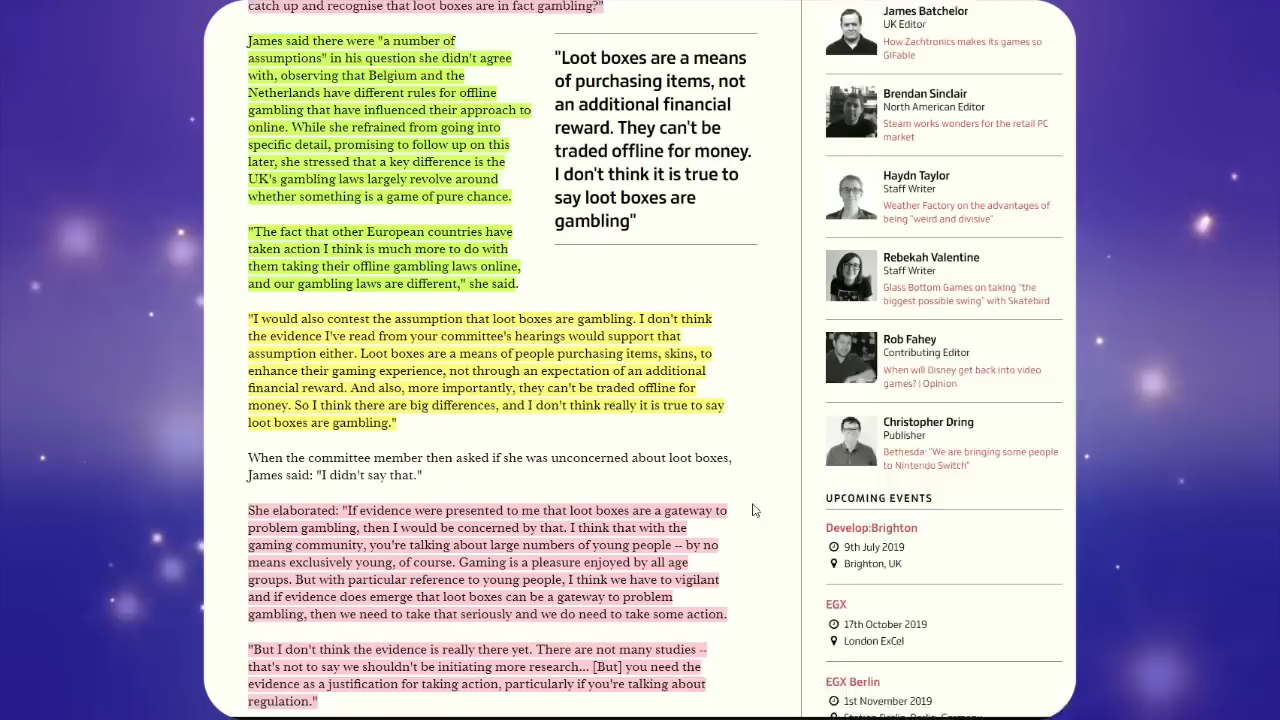 catch up and recognise that loot boxes are in fact gambling?"
James said there were "a number of
assumptions" in his question she didn't agree
with, observing that Belgium and the
Netherlands have different rules for offline
gambling that have influenced their approach to
online. While she refrained from going into
specific detail, promising to follow up on this
later, she stressed that a key difference is the
UK's gambling laws largely revolve around
whether something is a game of pure chance.
"The fact that other European countries have
taken action I think is much more to do with
them taking their offline gambling laws online,
and our gambling laws are different," she said.
"Loot boxes are a means
of purchasing items, not
an additional financial
reward. They can't be
traded offline for money.
I don't think it is true to
say loot boxes are
gambling"
"I would also contest the assumption that loot boxes are gambling. I don't think
the evidence I've read from your committee's hearings would support that
assumption either. Loot boxes are a means of people purchasing items, skins, to
enhance their gaming experience, not through an expectation of an additional
financial reward. And also, more importantly, they can't be traded offline for
money. So I think there are big differences, and I don't think really it is true to say
loot boxes are gambling."
When the committee member then asked if she was unconcerned about loot boxes,
James said: "I didn't say that."
She elaborated: "If evidence were presented to me that loot boxes are a gateway to
problem gambling, then I would be concerned by that. I think that with the
gaming community, you're talking about large numbers of young people -- by no
means exclusively young, of course. Gaming is a pleasure enjoyed by all age
groups. But with particular reference to young people, I think we have to vigilant
and if evidence does emerge that loot boxes can be a gateway to problem
gambling, then we need to take that seriously and we do need to take some action.
"But I don't think the evidence is really there yet. There are not many studies --
that's not to say we shouldn't be initiating more research... [But] you need the
evidence as a justification for taking action, particularly if you're talking about
regulation."
James Batchelor
UK Editor
How Zachtronics makes its games so
GIFable
Brendan Sinclair
North American Editor
Steam works wonders for the retail PC
market
Haydn Taylor
Staff Writer
Weather Factory on the advantages of
being "weird and divisive"
Rebekah Valentine
Staff Writer
Glass Bottom Games on taking "the
biggest possible swing" with Skatebird
Rob Fahey
Contributing Editor
When will Disney get back into video
games? | Opinion
Christopher Dring
Publisher
Bethesda: "We are bringing some people
to Nintendo Switch"
UPCOMING EVENTS
Develop:Brighton
9th July 2019
Brighton, UK
EGX
17th October 2019
London ExCel
EGX Berlin
1st November 2019